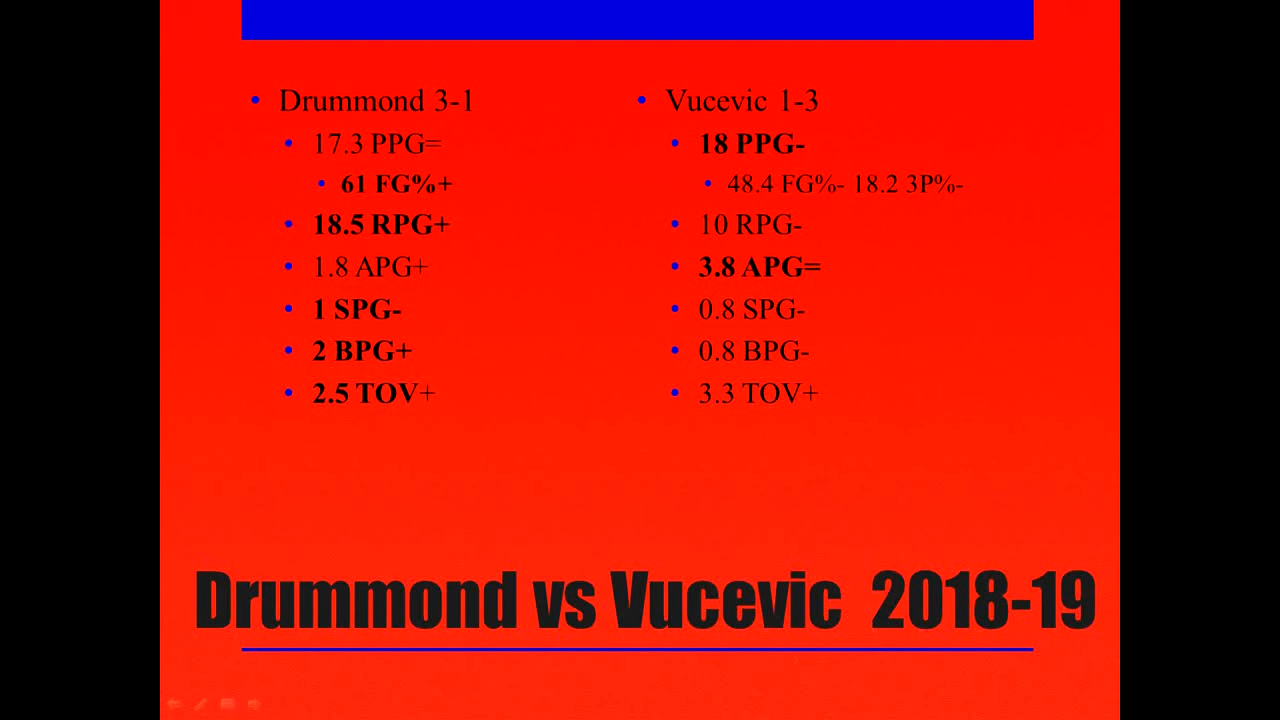 Drummond 3-1
17.3 PPG=
61 FG%+
18.5 RPG+
1.8 APG+
1 SPG-
2 BPG+
2.5 TOV+
Vucevic 1-3
18 PPG-
48.4 FG%- 18.2 3P%-
10 RPG-
3.8 APG=
0.8 SPG-
0.8 BPG-
3.3 TOV+
Drummond vs Vucevic 2018-19